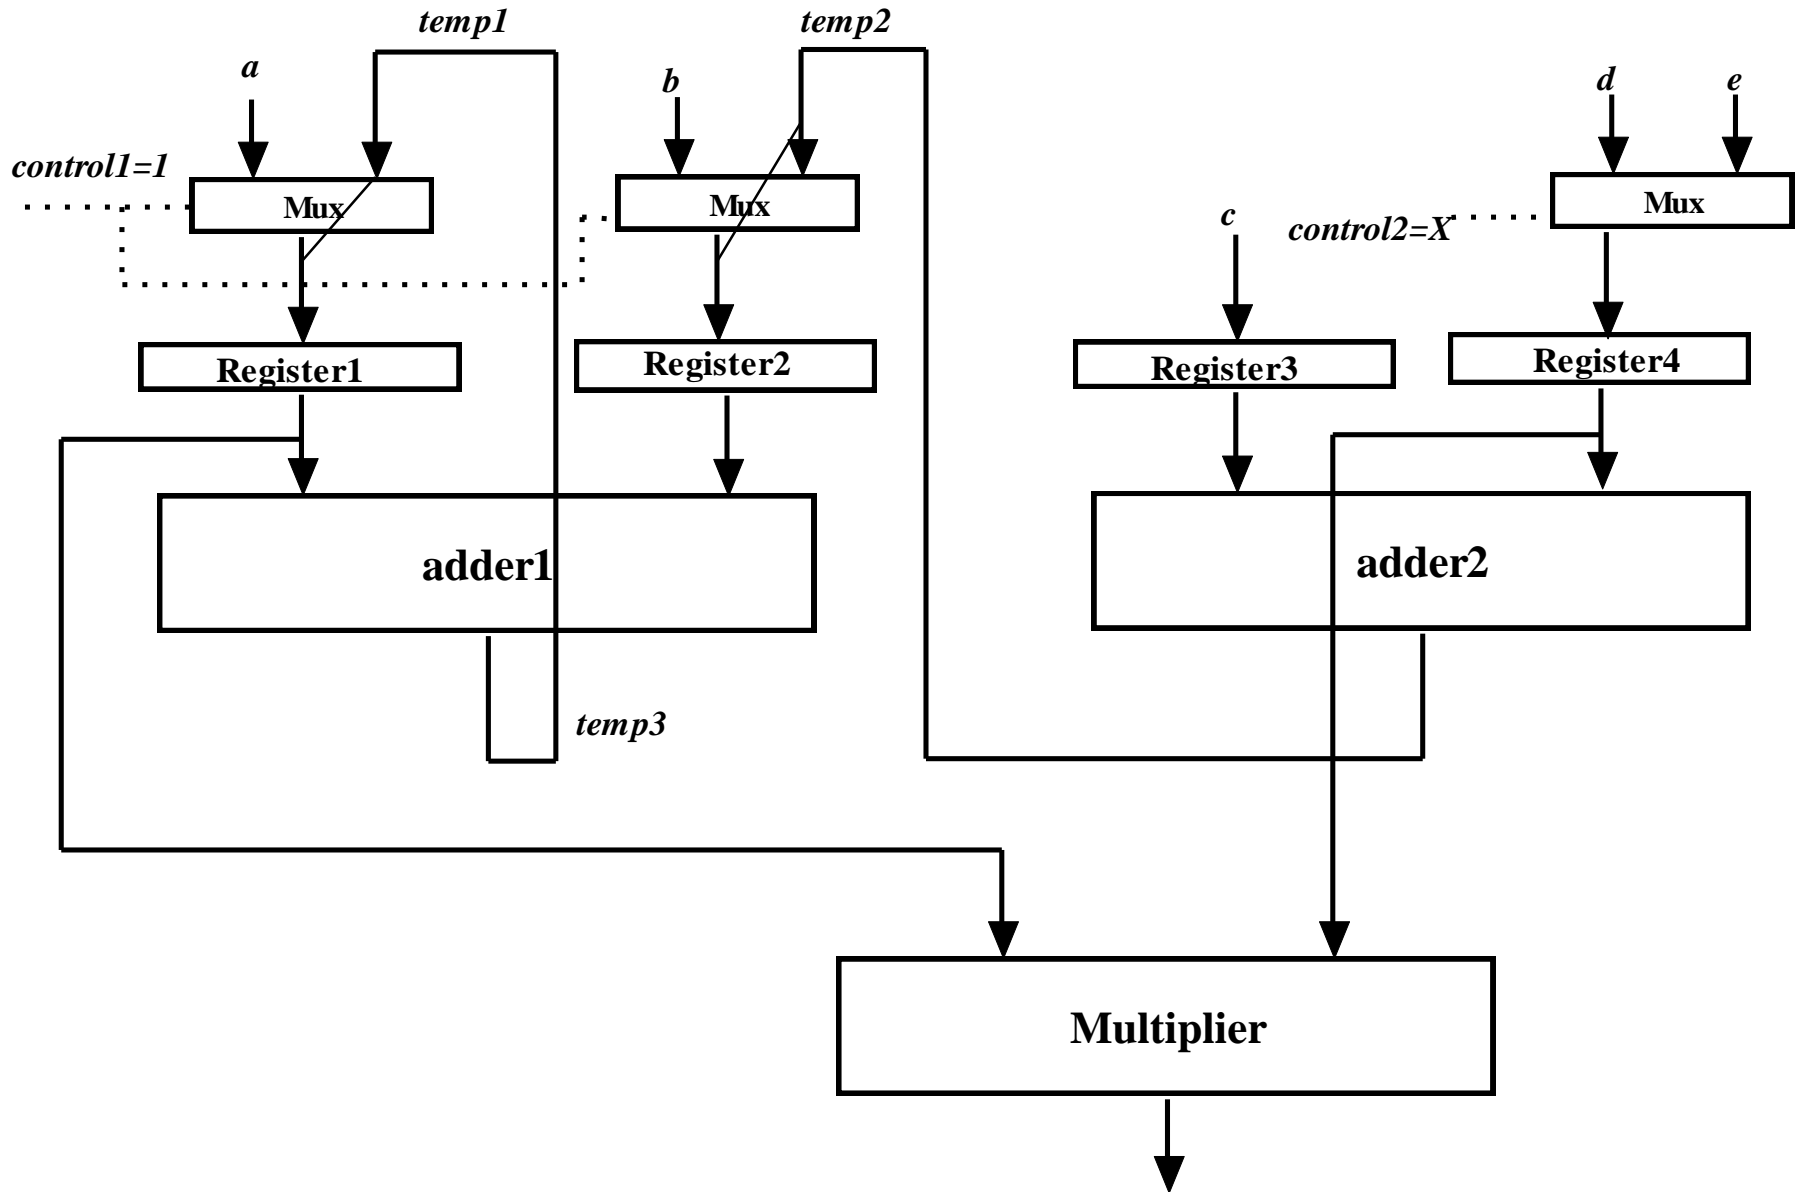 temp1
temp2
a
b
d
e
control1=1
Mux
Mux
Mux
c
control2=X
Register1
Register2
Register3
Register4
adder1
adder2
temp3
Multiplier